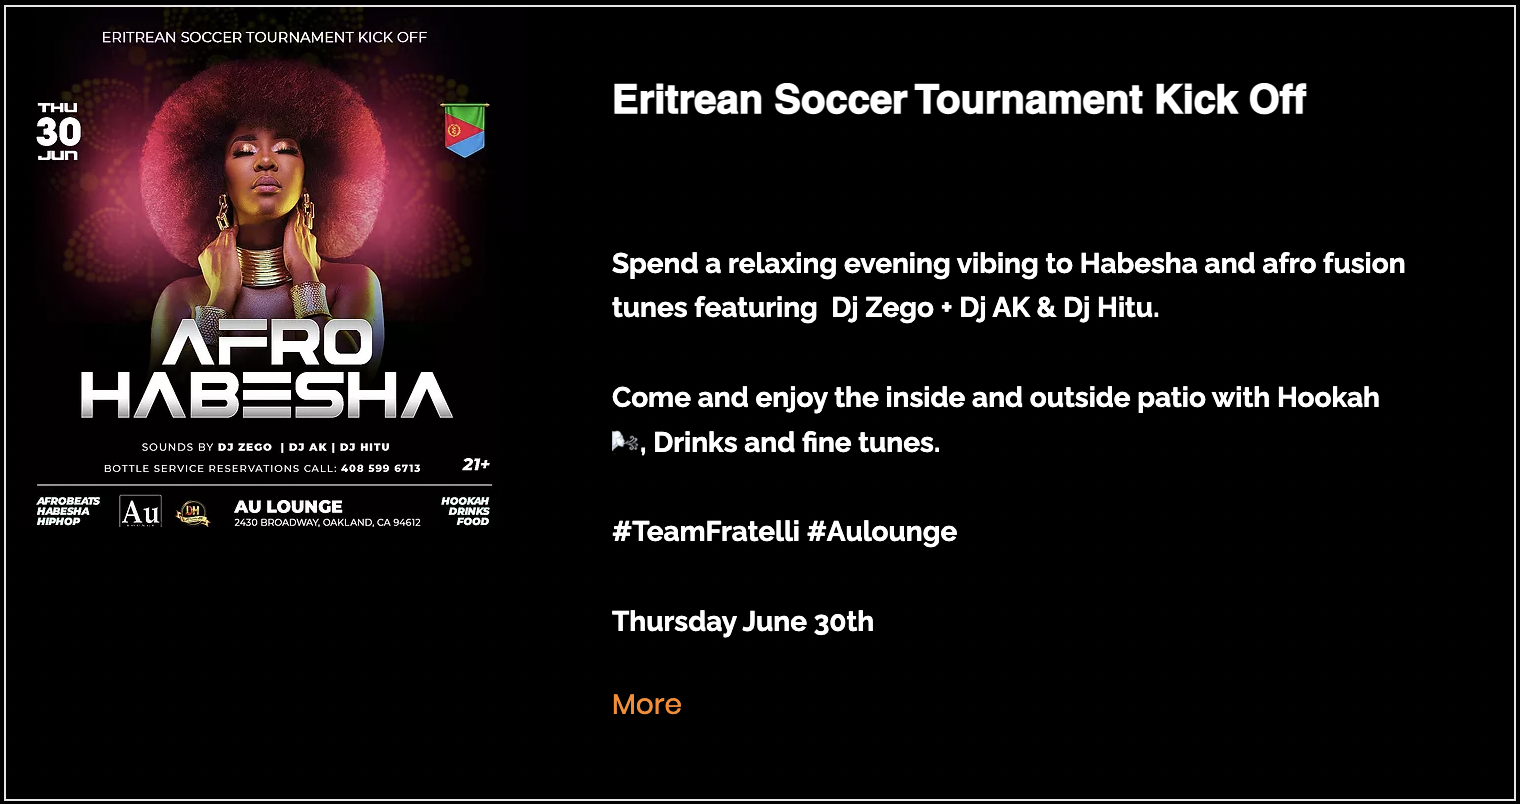 ERITREAN SOCCER TOURNAMENT KICK OFF
THU
30
JUN
AFRO
HABESHA
SOUNDS BY DJ ZEGO | DJ AK | DJ HITU
BOTTLE SERVICE RESERVATIONS CALL: 408 599 6713
21+
AFROBEATS
HABESHA
HIPHOP
Au
DH
AU LOUNGE
2430 BROADWAY, OAKLAND, CA 94612
HOOKAH
DRINKS
FOOD
Eritrean Soccer Tournament Kick Off
Spend a relaxing evening vibing to Habesha and afro fusion
tunes featuring  Dj Zego + Dj AK & Dj Hitu.
Come and enjoy the inside and outside patio with Hookah
🌬, Drinks and fine tunes.
#TeamFratelli #Aulounge
Thursday June 30th
More